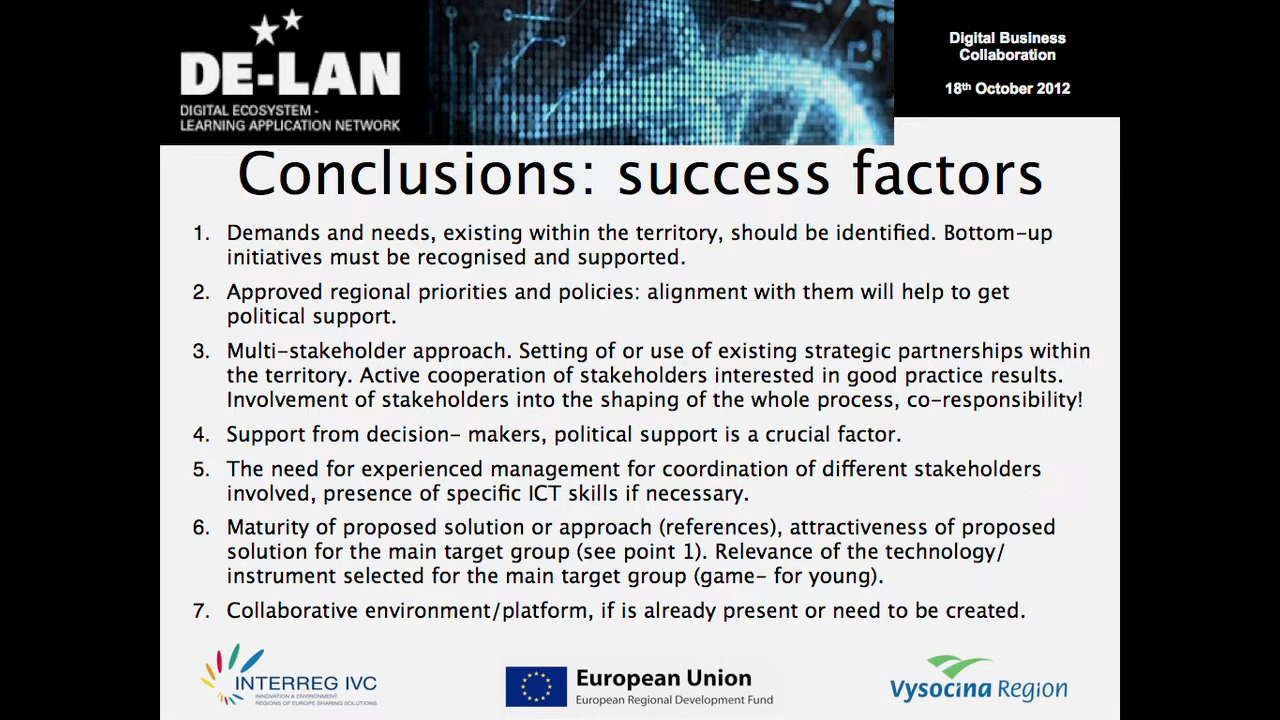 DE-LAN
DIGITAL ECOSYSTEM -
LEARNING APPLICATION NETWORK
Digital Business
Collaboration
18th October 2012
Conclusions: success factors
1. Demands and needs, existing within the territory, should be identified. Bottom-up
initiatives must be recognised and supported.
2. Approved regional priorities and policies: alignment with them will help to get
political support.
3. Multi-stakeholder approach. Setting of or use of existing strategic partnerships within
the territory. Active cooperation of stakeholders interested in good practice results.
Involvement of stakeholders into the shaping of the whole process, co-responsibility!
4. Support from decision- makers, political support is a crucial factor.
5. The need for experienced management for coordination of different stakeholders
involved, presence of specific ICT skills if necessary.
6. Maturity of proposed solution or approach (references), attractiveness of proposed
solution for the main target group (see point 1). Relevance of the technology/
instrument selected for the main target group (game- for young).
7. Collaborative environment/platform, if is already present or need to be created.
INTERREG IVC
INNOVATION & ENVIRONMENT
REGIONS OF EUROPE SHARING SOLUTIONS
European Union
European Regional Development Fund
Vysocina Region